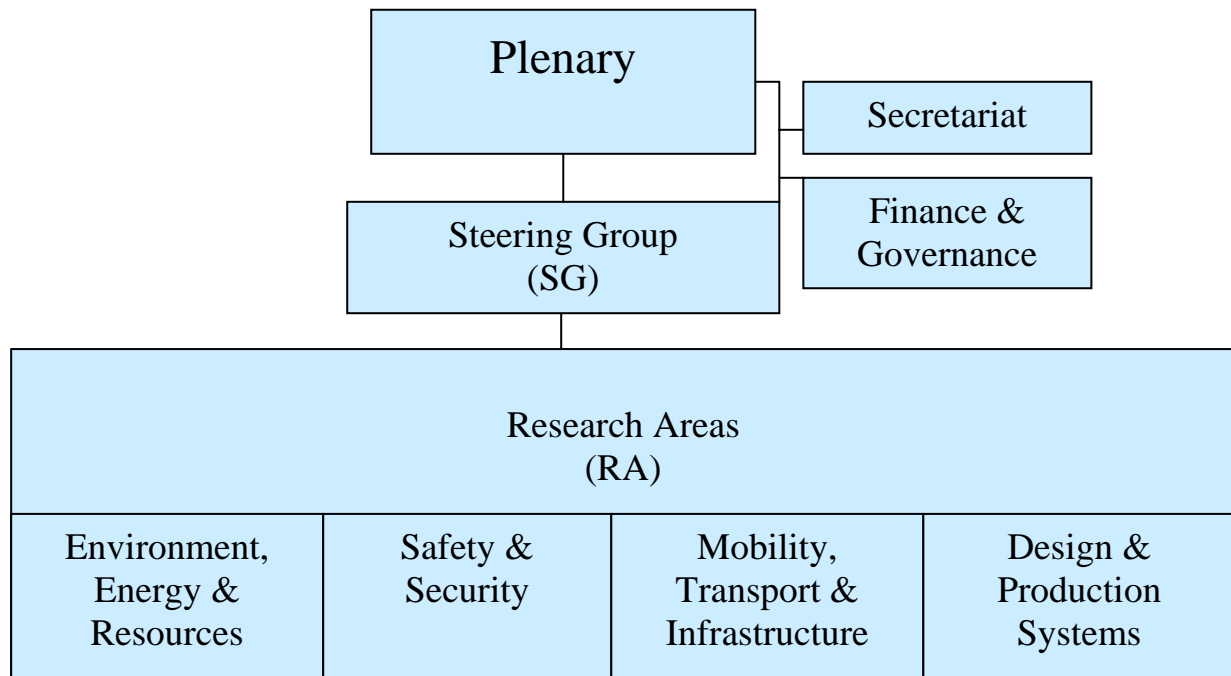 Plenary
Secretariat
Steering Group
(SG)
Finance &
Governance
Research Areas
(RA)
Environment,
Energy &
Resources
Safety &
Security
Mobility,
Transport &
Infrastructure
Design &
Production
Systems